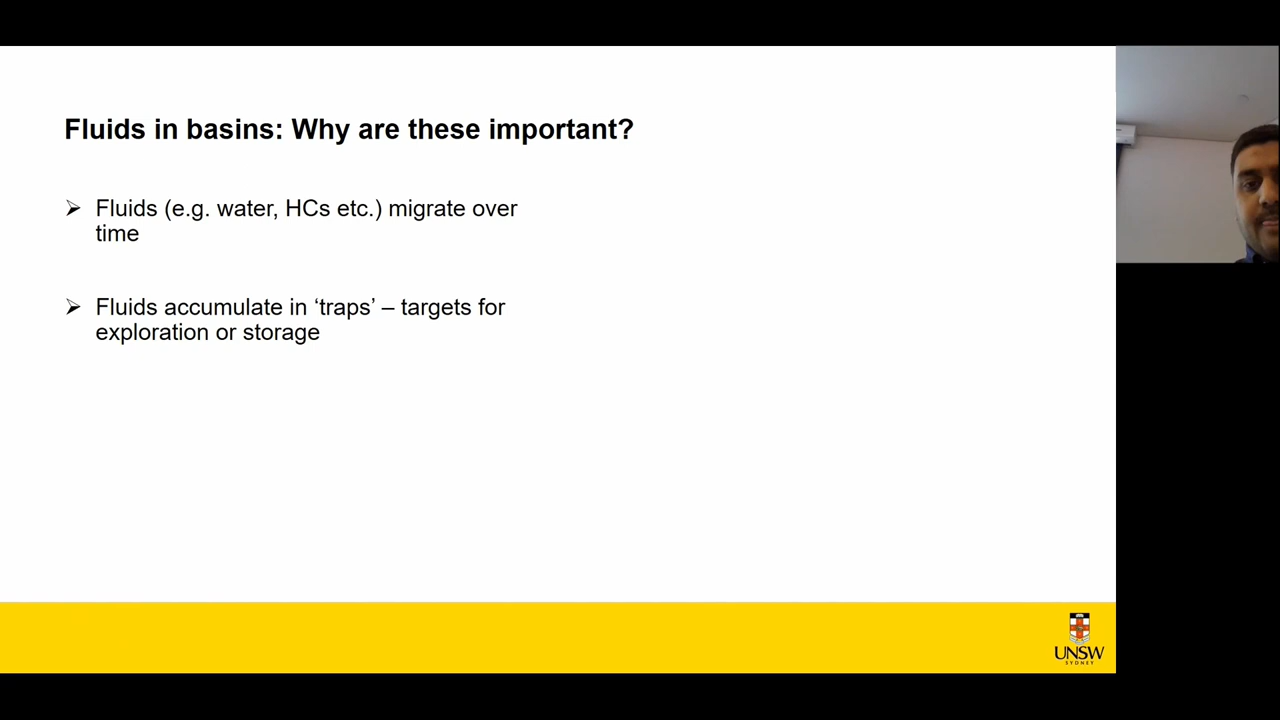 Fluids in basins: Why are these important?
Fluids (e.g. water, HCs etc.) migrate over
time
Fluids accumulate in ‘traps’ – targets for
exploration or storage
UNSW
SYDNEY